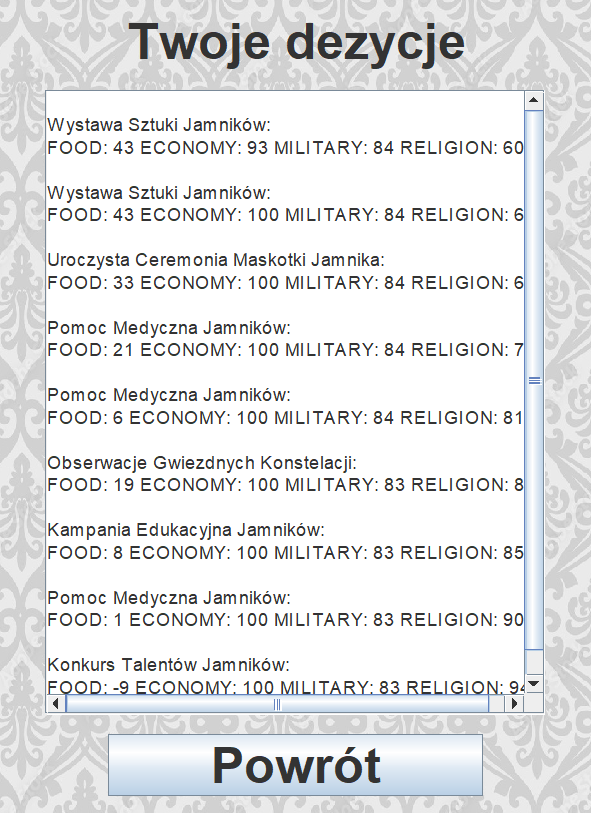 Twoje dezycje
Wystawa Sztuki Jamników:
FOOD: 43 ECONOMY: 93 MILITARY: 84 RELIGION: 60
Wystawa Sztuki Jamników:
FOOD: 43 ECONOMY: 100 MILITARY: 84 RELIGION: 6
Uroczysta Ceremonia Maskotki Jamnika:
FOOD: 33 ECONOMY: 100 MILITARY: 84 RELIGION: 6
Pomoc Medyczna Jamników:
FOOD: 21 ECONOMY: 100 MILITARY: 84 RELIGION: 7
Pomoc Medyczna Jamników:
FOOD: 6 ECONOMY: 100 MILITARY: 84 RELIGION: 81
Obserwacje Gwiezdnych Konstelacji:
FOOD: 19 ECONOMY: 100 MILITARY: 83 RELIGION: 8
Kampania Edukacyjna Jamników:
FOOD: 8 ECONOMY: 100 MILITARY: 83 RELIGION: 85
Pomoc Medyczna Jamników:
FOOD: 1 ECONOMY: 100 MILITARY: 83 RELIGION: 90
Konkurs Talentów Jamników:
FOOD: -9 ECONOMY: 100 MILITARY: 83 RELIGION: 94
Powrót